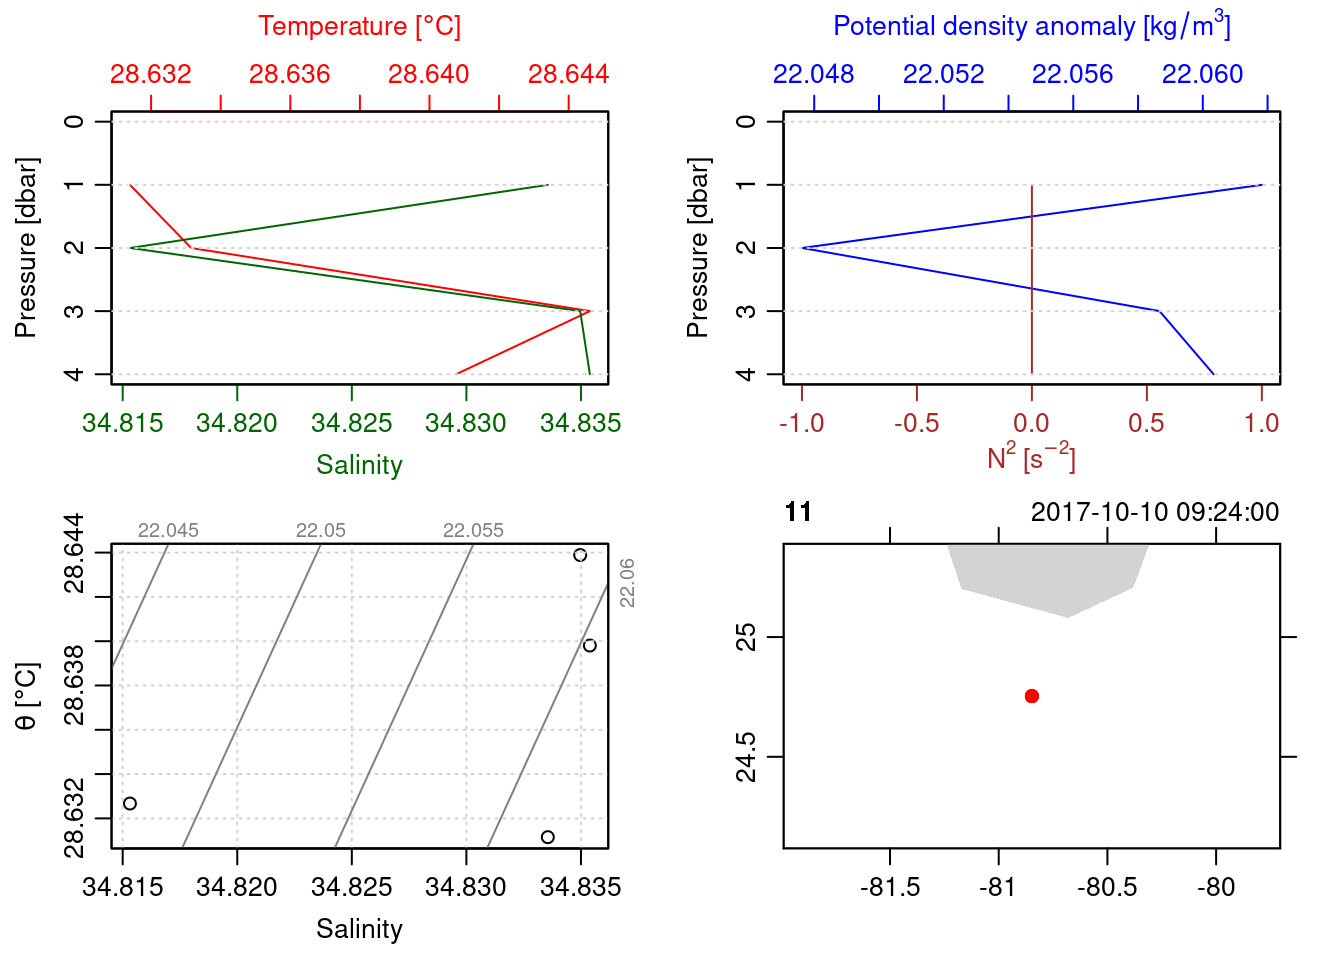 Temperature [°C]
28.632 28.636 28.640 28.644
Pressure [dbar]
0
1
2
3
4
34.815 34.820 34.825 34.830 34.835
Salinity
Potential density anomaly [kg/m³]
22.048 22.052 22.056 22.060
Pressure [dbar]
0
1
2
3
4
-1.0 -0.5 0.0 0.5 1.0
N² [s⁻²]
22.045 22.05 22.055
22.06
θ [°C]
28.644
28.638
28.632
34.815 34.820 34.825 34.830 34.835
Salinity
11 2017-10-10 09:24:00
25
24.5
-81.5 -81 -80.5 -80